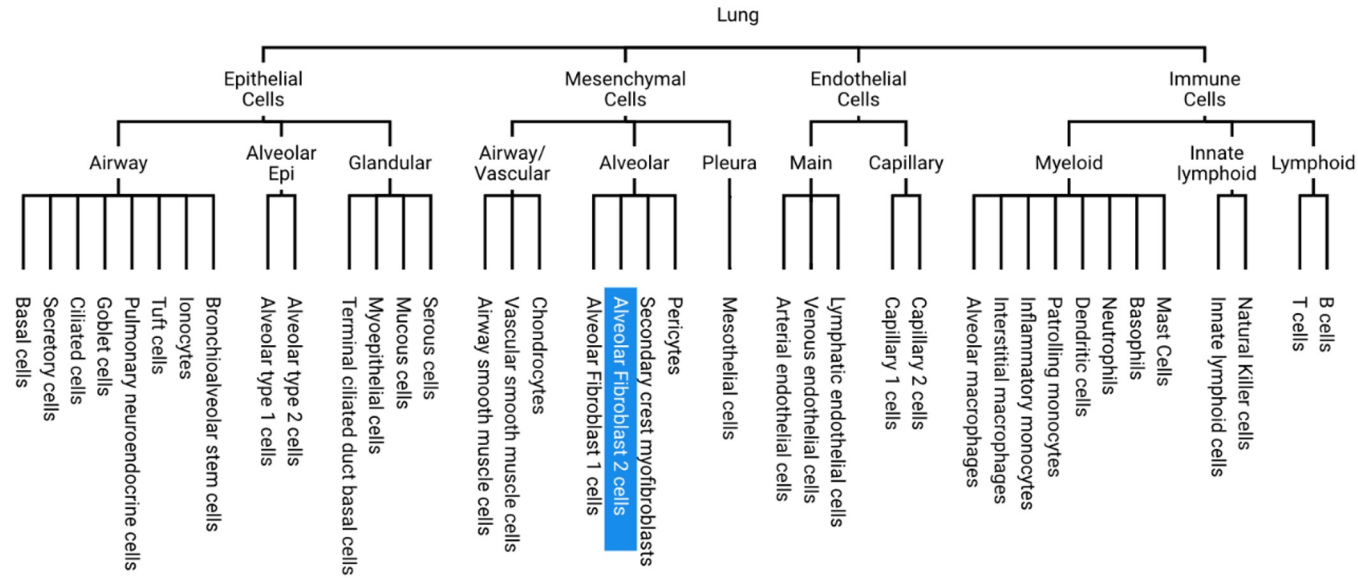 Lung
Epithelial
Cells
Mesenchymal
Cells
Endothelial
Cells
Immune
Cells
Airway
Alveolar
Epi
Glandular
Airway/
Vascular
Alveolar
Pleura
Main
Capillary
Myeloid
Innate
lymphoid
Lymphoid
Basal cells
Secretory cells
Ciliated cells
Goblet cells
Pulmonary neuroendocrine cells
Tuft cells
Ionocytes
Bronchioalveolar stem cells
Alveolar type 1 cells
Alveolar type 2 cells
Terminal ciliated duct basal cells
Myoepithelial cells
Mucous cells
Serous cells
Airway smooth muscle cells
Vascular smooth muscle cells
Chondrocytes
Alveolar Fibroblast 1 cells
Alveolar Fibroblast 2 cells
Secondary crest myofibroblasts
Pericytes
Mesothelial cells
Arterial endothelial cells
Venous endothelial cells
Lymphatic endothelial cells
Capillary 1 cells
Capillary 2 cells
Alveolar macrophages
Interstitial macrophages
Inflammatory monocytes
Patrolling monocytes
Dendritic cells
Neutrophils
Basophils
Mast Cells
Innate lymphoid cells
Natural Killer cells
T cells
B cells